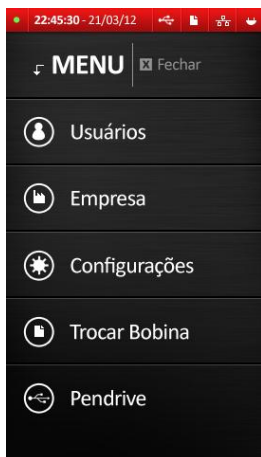 22:45:30 - 21/03/12
MENU X Fechar
Usuários
Empresa
Configurações
Trocar Bobina
Pendrive